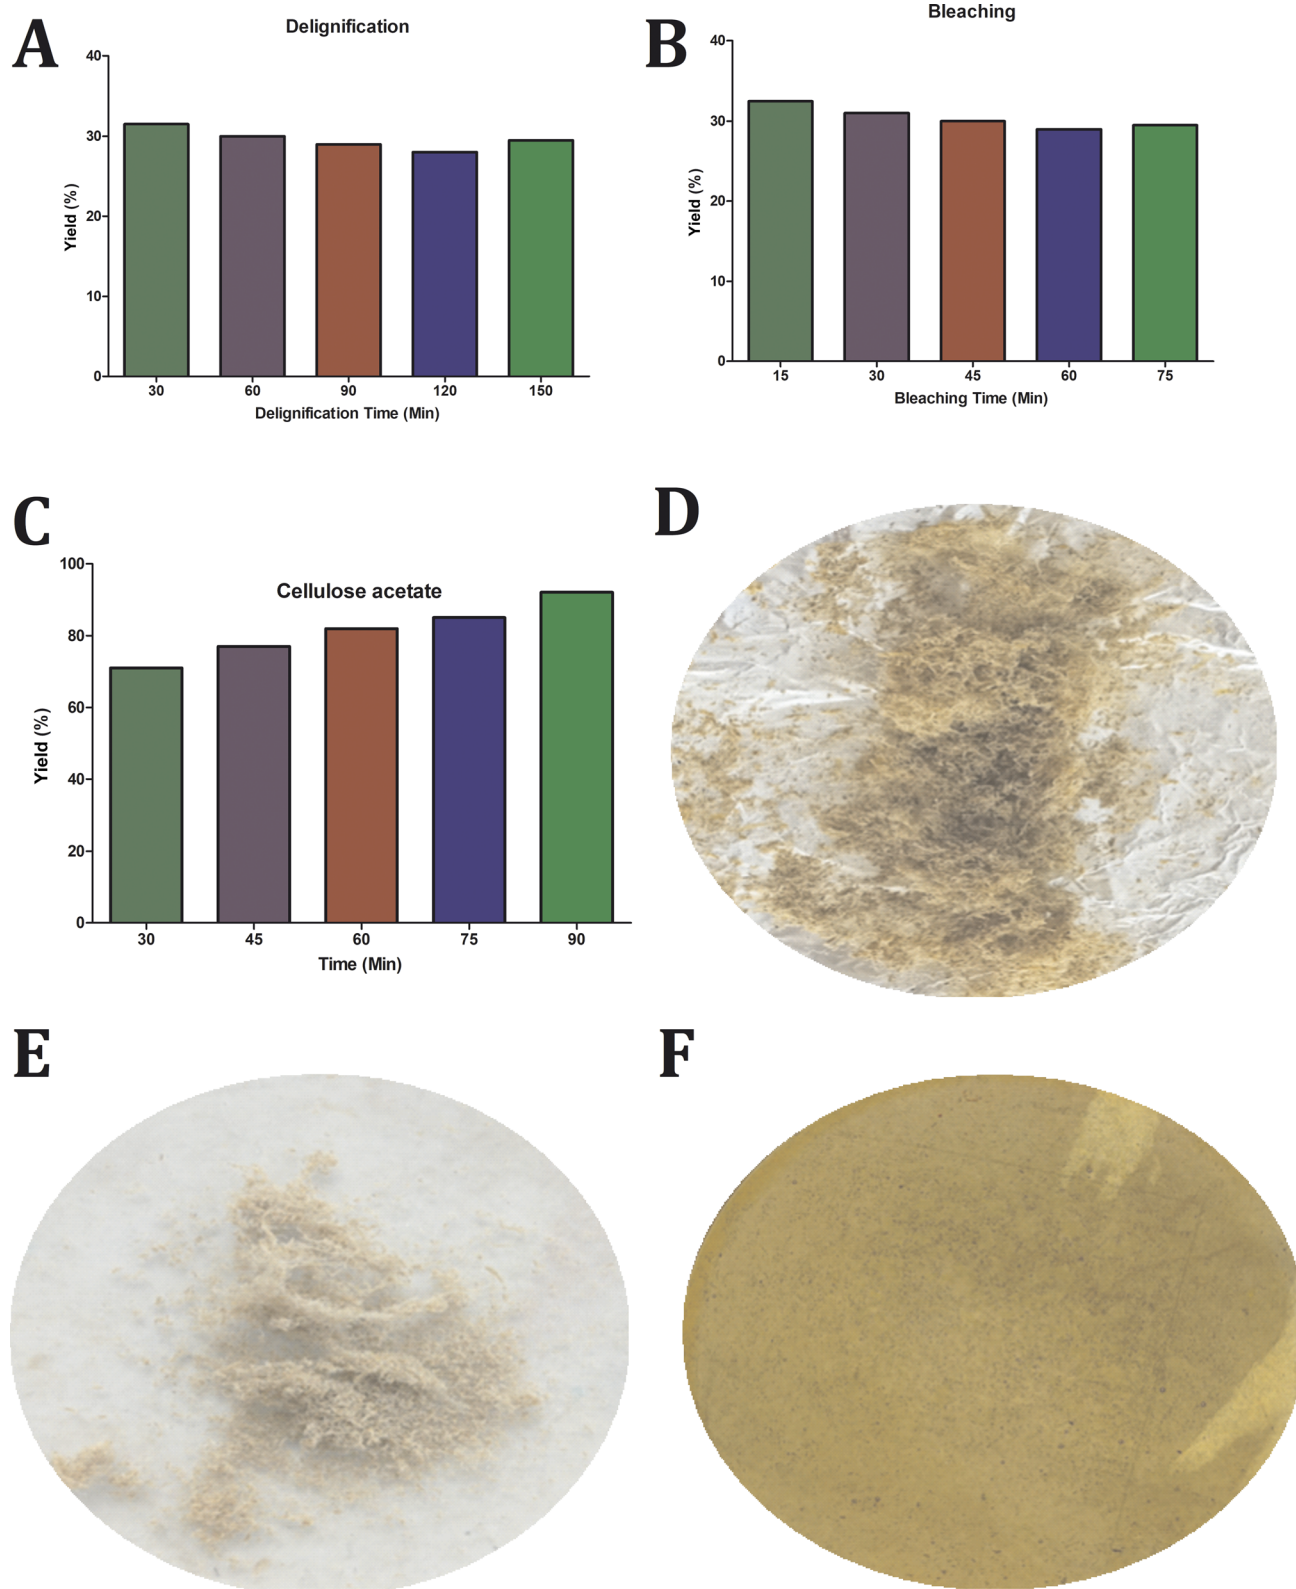 A
Delignification
40
30
20
10
0
Yield (%)
30 60 90 120 150
Delignification Time (Min)
B
Bleaching
40
30
20
10
0
Yield (%)
15 30 45 60 75
Bleaching Time (Min)
C
Cellulose acetate
100
80
60
40
20
0
Yield (%)
30 45 60 75 90
Time (Min)
D
E
F